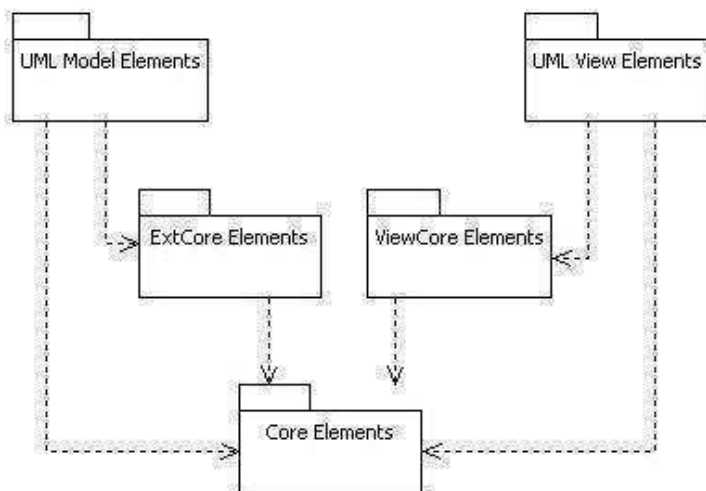 UML Model Elements
UML View Elements
ExtCore Elements
ViewCore Elements
Core Elements